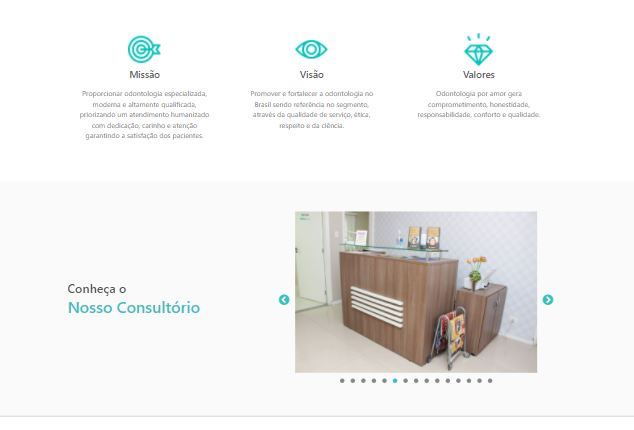 Missão
Proporcionar odontologia especializada,
moderna e altamente qualificada,
priorizando um atendimento humanizado
com dedicação, carinho e atenção
garantindo a satisfação dos pacientes.
Visão
Promover e fortalecer a odontologia no
Brasil sendo referência no segmento,
através da qualidade de serviço, ética,
respeito e da ciência.
Valores
Odontologia por amor gera
comprometimento, honestidade,
responsabilidade, conforto e qualidade.
Conheça o
Nosso Consultório